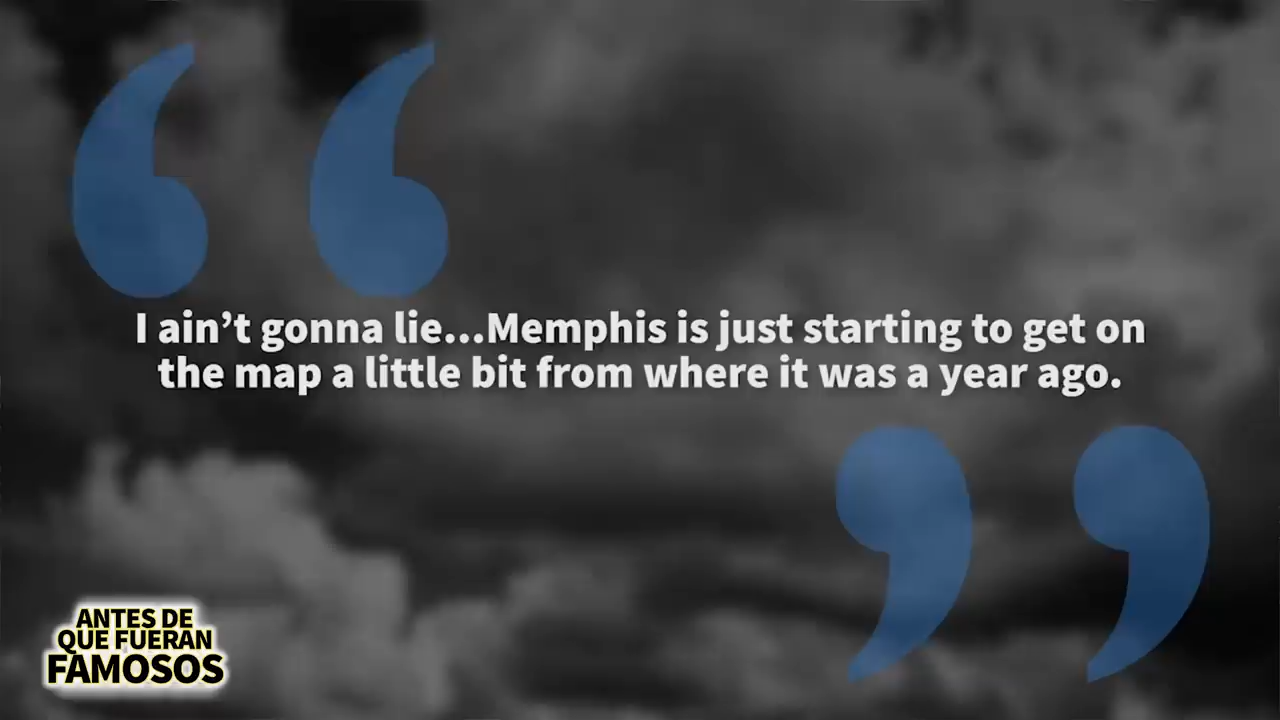 I ain’t gonna lie...Memphis is just starting to get on
the map a little bit from where it was a year ago.
ANTES DE
QUE FUERAN
FAMOSOS